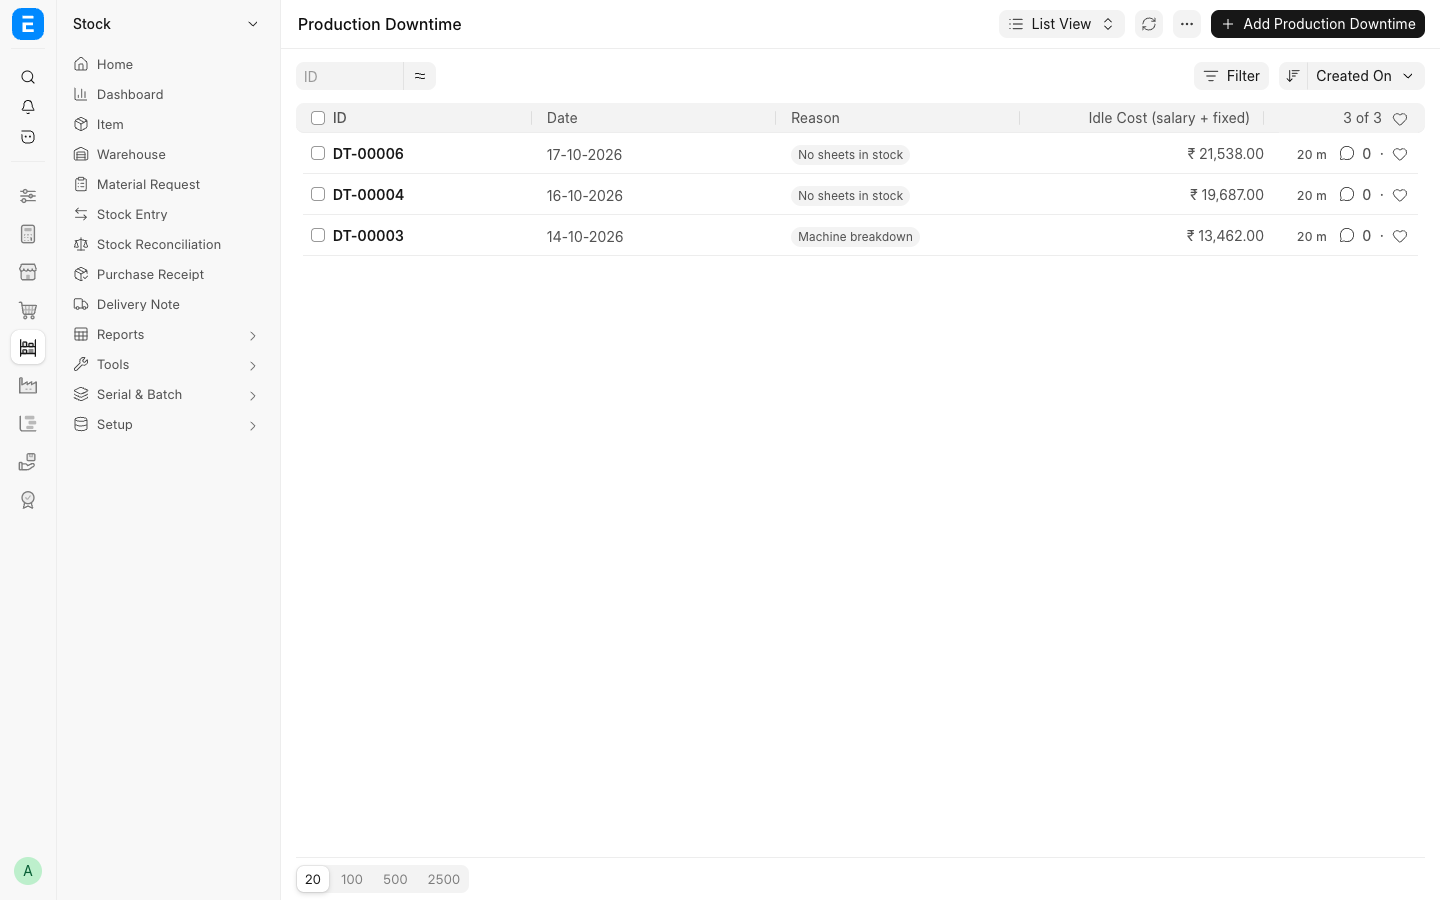 Stock
Home
Dashboard
Item
Warehouse
Material Request
Stock Entry
Stock Reconciliation
Purchase Receipt
Delivery Note
Reports
Tools
Serial & Batch
Setup
A
Production Downtime
List View
Add Production Downtime
ID
Filter
Created On
ID Date Reason Idle Cost (salary + fixed) 3 of 3
DT-00006 17-10-2026 No sheets in stock ₹ 21,538.00 20 m 0 ·
DT-00004 16-10-2026 No sheets in stock ₹ 19,687.00 20 m 0 ·
DT-00003 14-10-2026 Machine breakdown ₹ 13,462.00 20 m 0 ·
20 100 500 2500